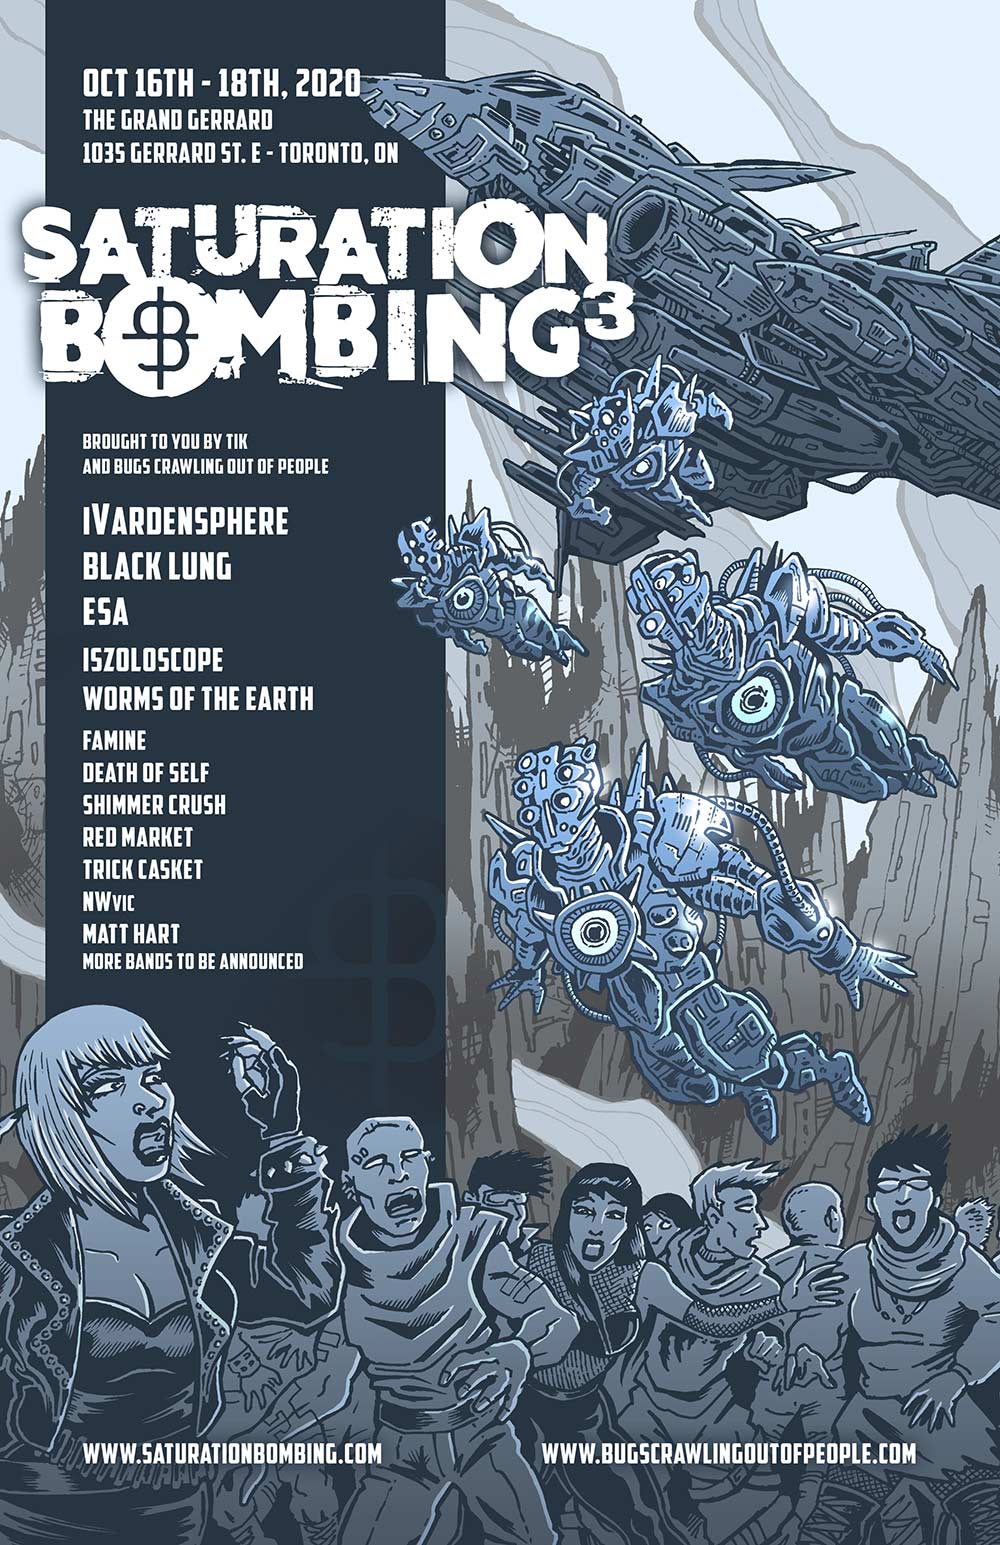 OCT 16TH - 18TH, 2020
THE GRAND GERRARD
1035 GERRARD ST. E - TORONTO, ON
SATURATION
BOMBING³
BROUGHT TO YOU BY TIK
AND BUGS CRAWLING OUT OF PEOPLE
iVARDENSPHERE
BLACK LUNG
ESA
ISZOLOSCOPE
WORMS OF THE EARTH
FAMINE
DEATH OF SELF
SHIMMER CRUSH
RED MARKET
TRICK CASKET
NWVIC
MATT HART
MORE BANDS TO BE ANNOUNCED
WWW.SATURATIONBOMBING.COM
WWW.BUGSCRAWLINGOUTOFPEOPLE.COM